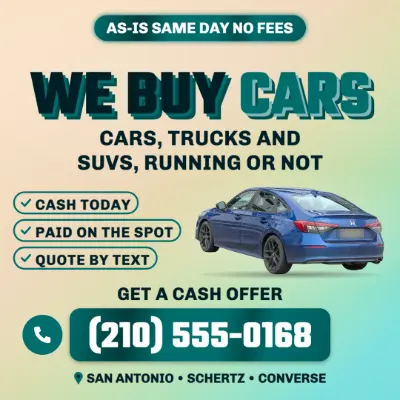 AS-IS SAME DAY NO FEES
WE BUY CARS
CARS, TRUCKS AND
SUVS, RUNNING OR NOT
CASH TODAY
PAID ON THE SPOT
QUOTE BY TEXT
GET A CASH OFFER
(210) 555-0168
SAN ANTONIO • SCHERTZ • CONVERSE